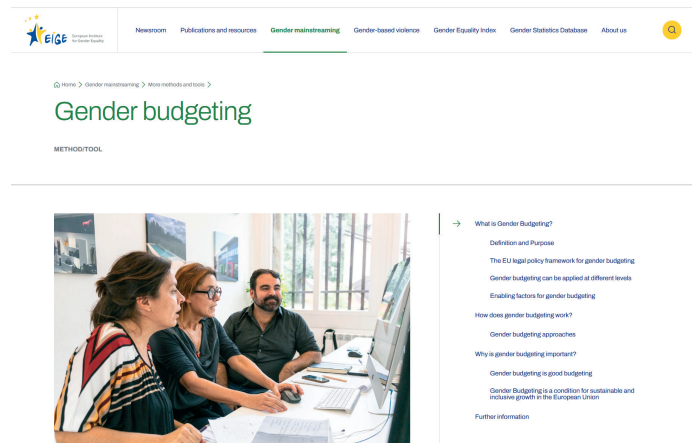 EIGE
European Institute
for Gender Equality
Newsroom
Publications and resources
Gender mainstreaming
Gender-based violence
Gender Equality Index
Gender Statistics Database
About us
Home > Gender mainstreaming > More methods and tools >
Gender budgeting
METHOD/TOOL
→ What is Gender Budgeting?
Definition and Purpose
The EU legal policy framework for gender budgeting
Gender budgeting can be applied at different levels
Enabling factors for gender budgeting
How does gender budgeting work?
Gender budgeting approaches
Why is gender budgeting important?
Gender budgeting is good budgeting
Gender Budgeting is a condition for sustainable and
inclusive growth in the European Union
Further information